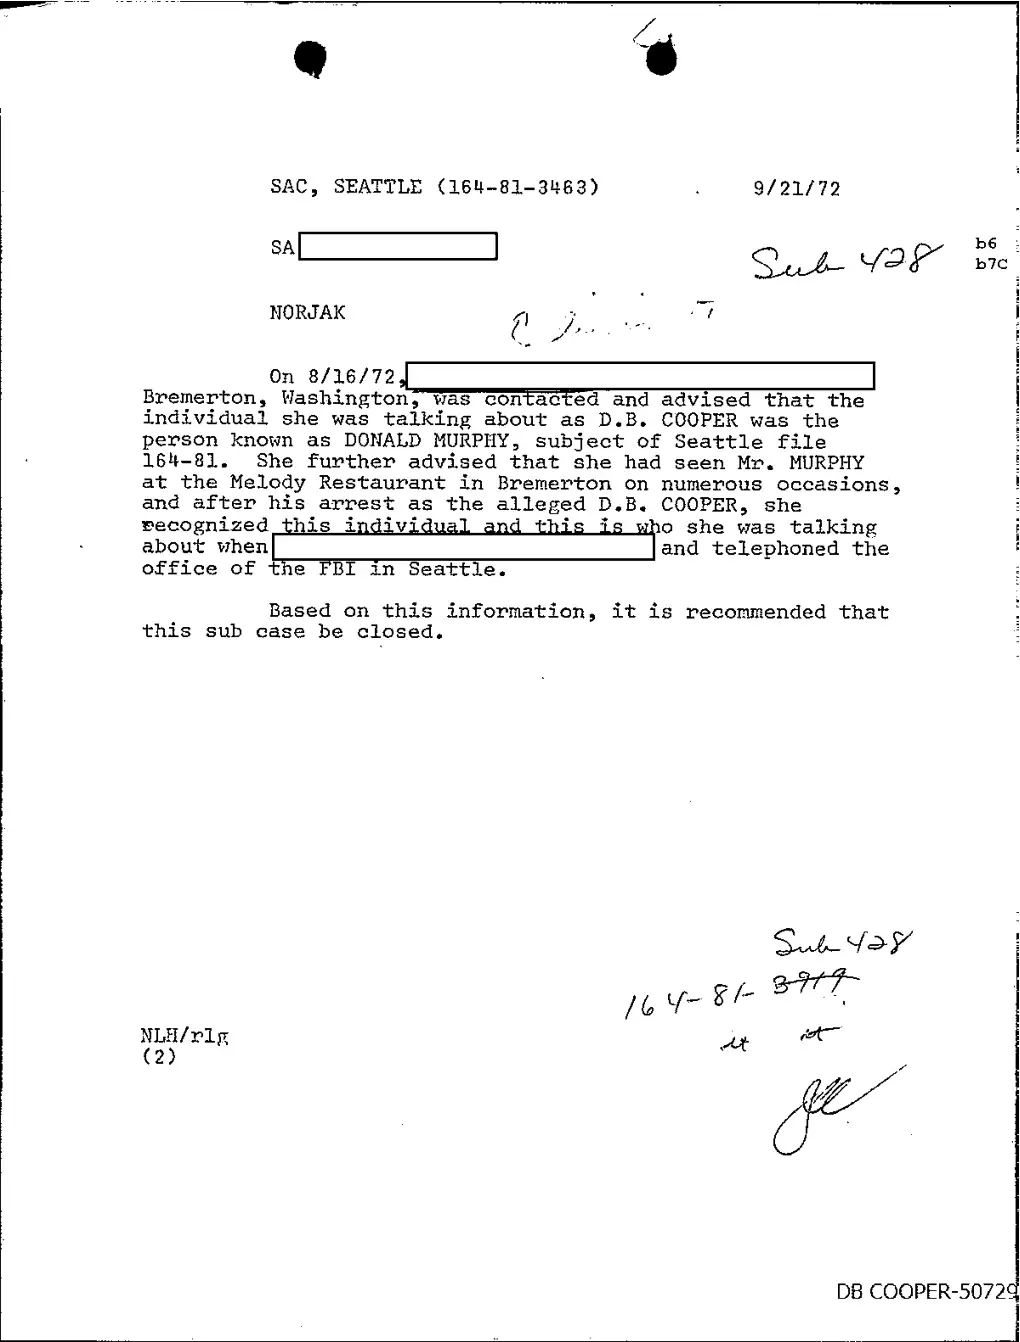 SAC, SEATTLE (164-81-3463) 9/21/72
SA
b6
b7C
Sub 428
NORJAK
On 8/16/72,
Bremerton, Washington, was contacted and advised that the
individual she was talking about as D.B. COOPER was the
person known as DONALD MURPHY, subject of Seattle file
164-81. She further advised that she had seen Mr. MURPHY
at the Melody Restaurant in Bremerton on numerous occasions,
and after his arrest as the alleged D.B. COOPER, she
recognized this individual and this is who she was talking
about when and telephoned the
office of the FBI in Seattle.
Based on this information, it is recommended that
this sub case be closed.
Sub 428
164-81-3919
NLH/rlg
(2)
DB COOPER-50729